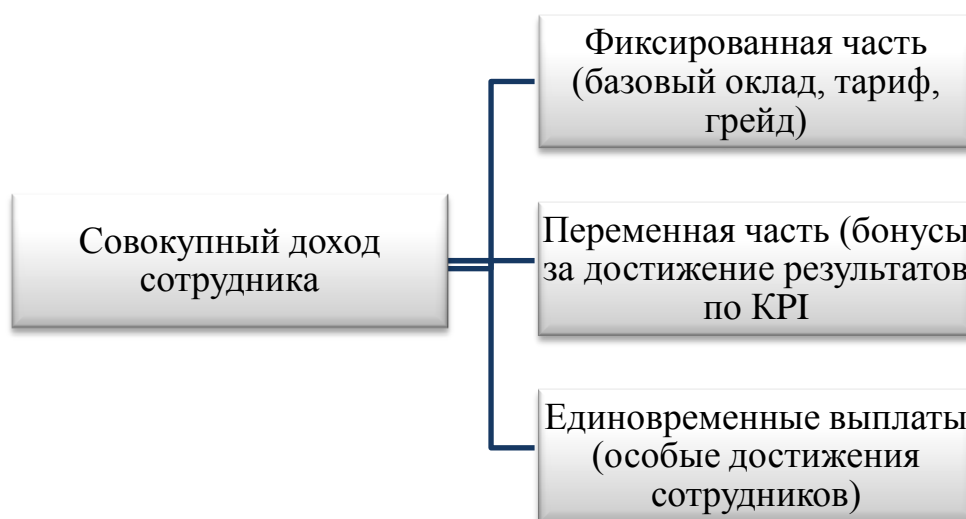 Фиксированная часть
(базовый оклад, тариф,
грейд)
Совокупный доход
сотрудника
Переменная часть (бонусы
за достижение результатов
по KPI
Единовременные выплаты
(особые достижения
сотрудников)